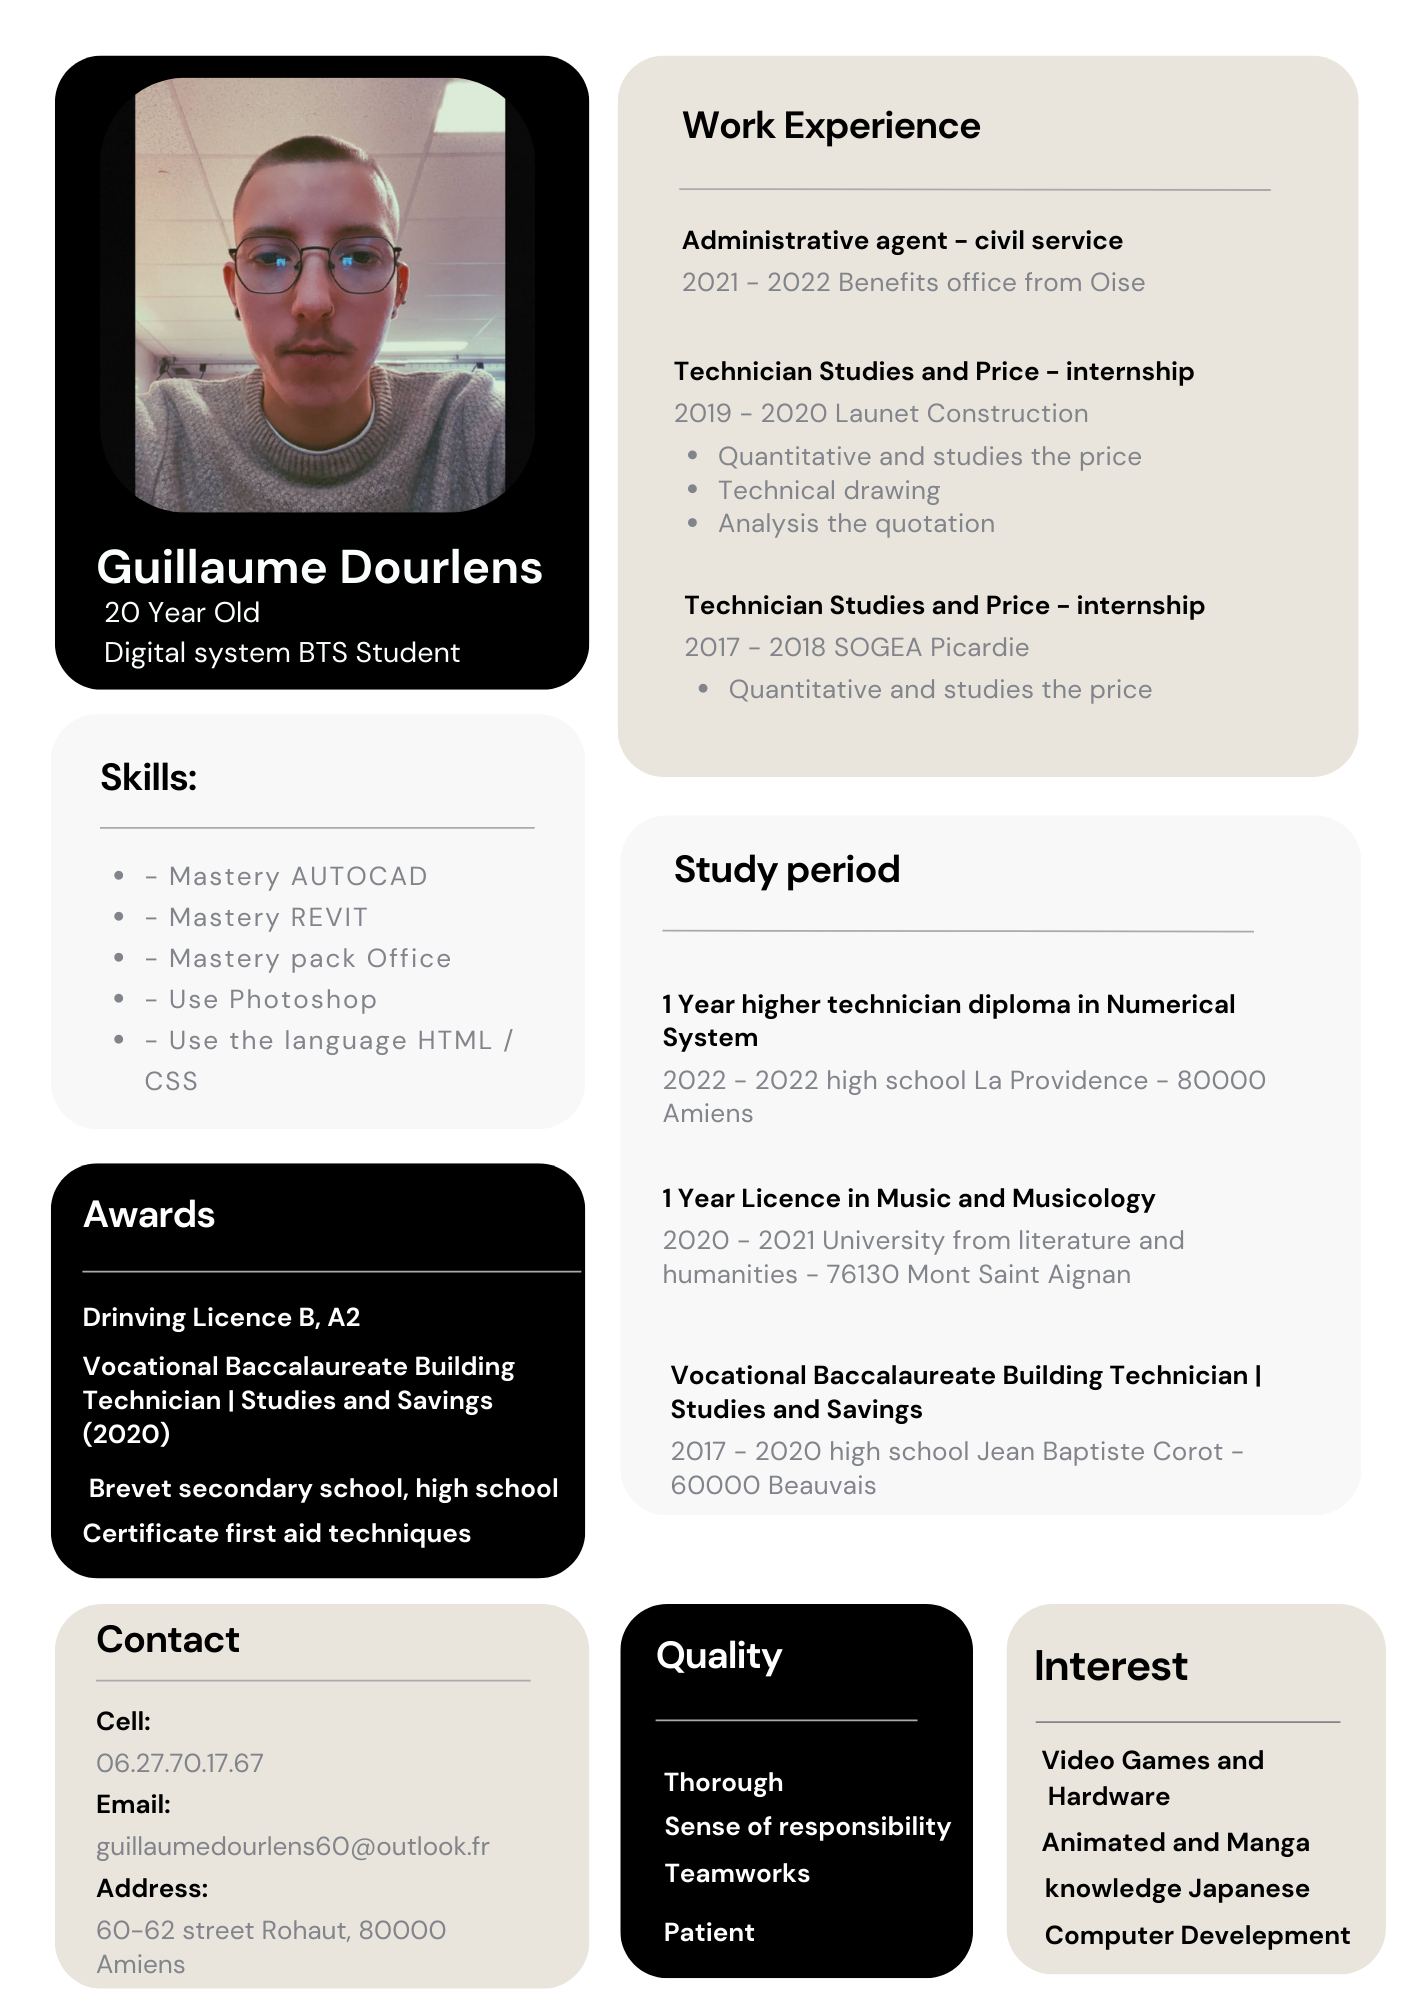 Guillaume Dourlens
20 Year Old
Digital system BTS Student
Skills:
- Mastery AUTOCAD
- Mastery REVIT
- Mastery pack Office
- Use Photoshop
- Use the language HTML /
CSS
Awards
Drinving Licence B, A2
Vocational Baccalaureate Building
Technician | Studies and Savings
(2020)
Brevet secondary school, high school
Certificate first aid techniques
Contact
Cell:
06.27.70.17.67
Email:
guillaumedourlens60@outlook.fr
Address:
60-62 street Rohaut, 80000
Amiens
Work Experience
Administrative agent - civil service
2021 - 2022 Benefits office from Oise
Technician Studies and Price - internship
2019 - 2020 Launet Construction
• Quantitative and studies the price
• Technical drawing
• Analysis the quotation
Technician Studies and Price - internship
2017 - 2018 SOGEA Picardie
• Quantitative and studies the price
Study period
1 Year higher technician diploma in Numerical
System
2022 - 2022 high school La Providence - 80000
Amiens
1 Year Licence in Music and Musicology
2020 - 2021 University from literature and
humanities - 76130 Mont Saint Aignan
Vocational Baccalaureate Building Technician |
Studies and Savings
2017 - 2020 high school Jean Baptiste Corot -
60000 Beauvais
Quality
Thorough
Sense of responsibility
Teamworks
Patient
Interest
Video Games and
Hardware
Animated and Manga
knowledge Japanese
Computer Develepment